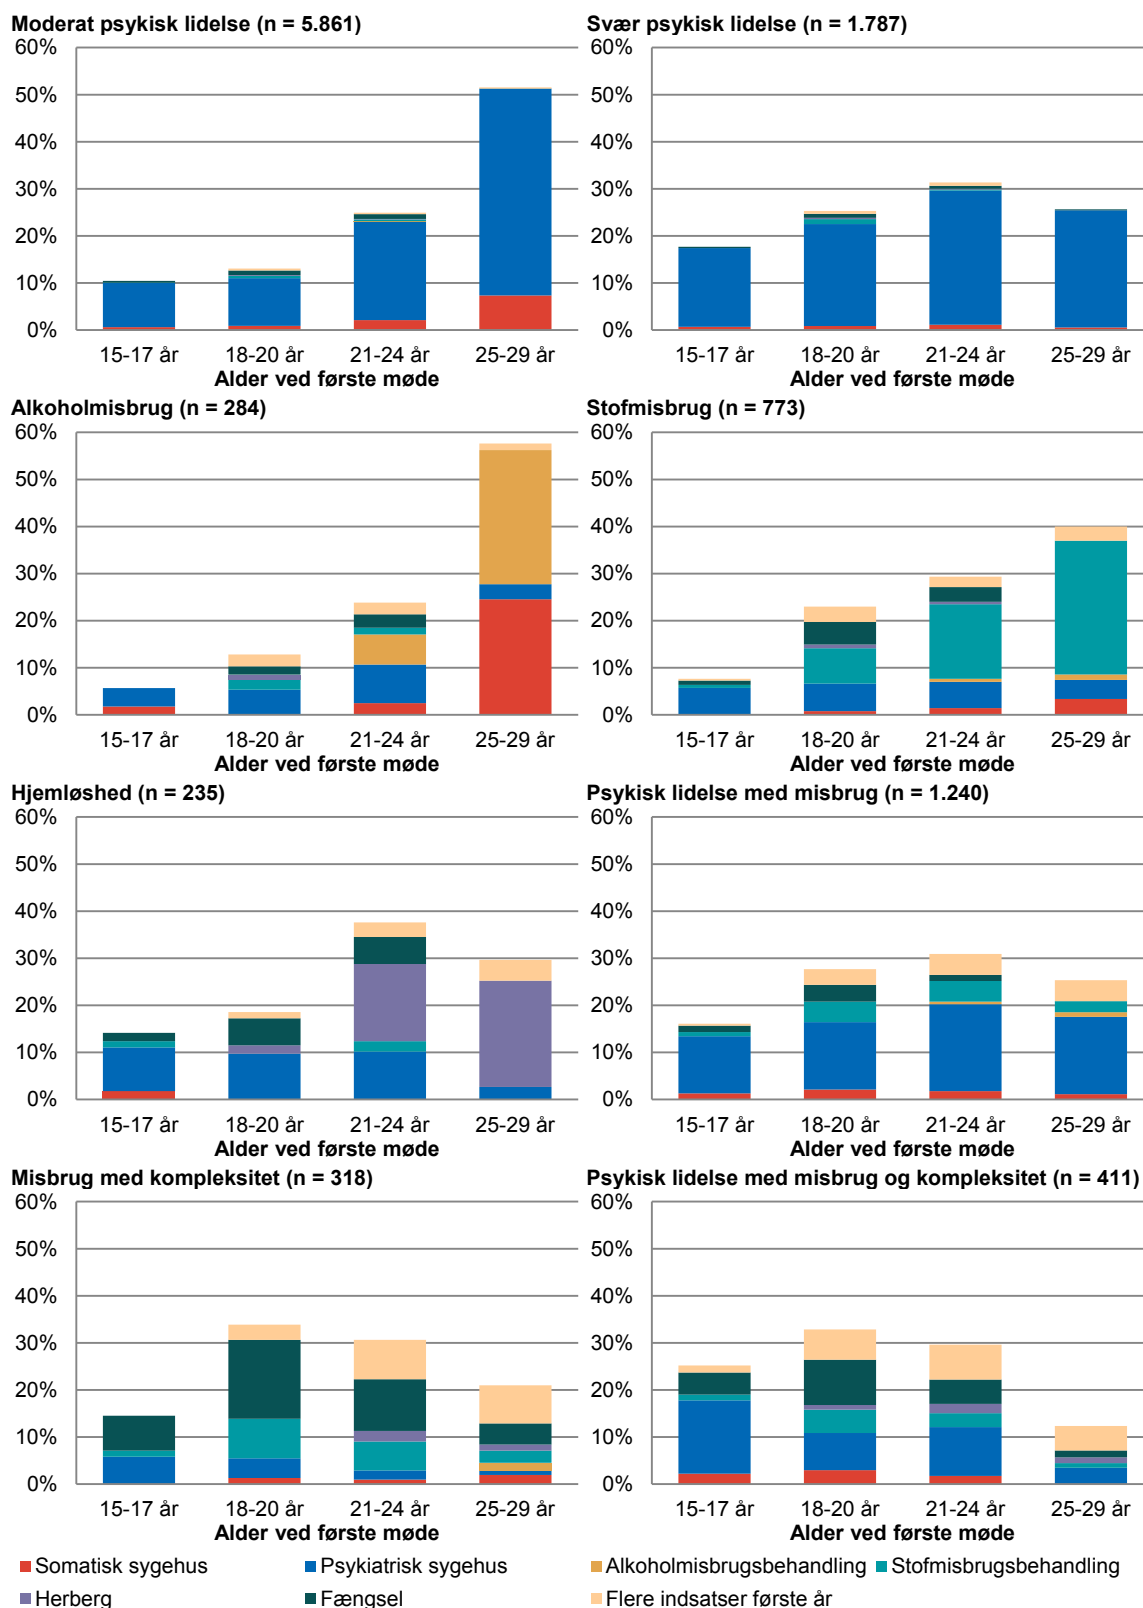 Moderat psykisk lidelse (n = 5.861)
60%
50%
40%
30%
20%
10%
0%
15-17 år 18-20 år 21-24 år 25-29 år
Alder ved første møde
Svær psykisk lidelse (n = 1.787)
60%
50%
40%
30%
20%
10%
0%
15-17 år 18-20 år 21-24 år 25-29 år
Alder ved første møde
Alkoholmisbrug (n = 284)
60%
50%
40%
30%
20%
10%
0%
15-17 år 18-20 år 21-24 år 25-29 år
Alder ved første møde
Stofmisbrug (n = 773)
60%
50%
40%
30%
20%
10%
0%
15-17 år 18-20 år 21-24 år 25-29 år
Alder ved første møde
Hjemløshed (n = 235)
60%
50%
40%
30%
20%
10%
0%
15-17 år 18-20 år 21-24 år 25-29 år
Alder ved første møde
Psykisk lidelse med misbrug (n = 1.240)
60%
50%
40%
30%
20%
10%
0%
15-17 år 18-20 år 21-24 år 25-29 år
Alder ved første møde
Misbrug med kompleksitet (n = 318)
60%
50%
40%
30%
20%
10%
0%
15-17 år 18-20 år 21-24 år 25-29 år
Alder ved første møde
Psykisk lidelse med misbrug og kompleksitet (n = 411)
60%
50%
40%
30%
20%
10%
0%
15-17 år 18-20 år 21-24 år 25-29 år
Alder ved første møde
Somatisk sygehus Psykiatrisk sygehus Alkoholmisbrugsbehandling Stofmisbrugsbehandling
Herberg Fængsel Flere indsatser første år